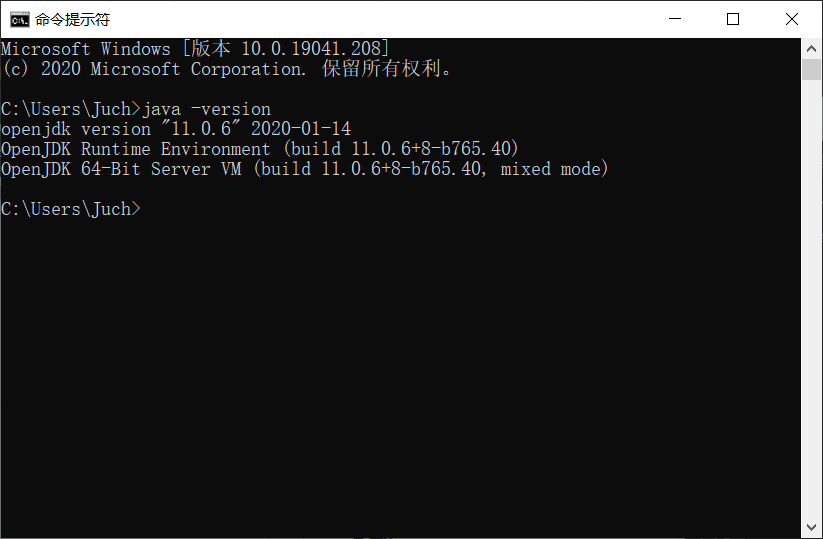 命令提示符
Microsoft Windows [版本 10.0.19041.208]
(c) 2020 Microsoft Corporation. 保留所有权利。
C:\Users\Juch>java -version
openjdk version "11.0.6" 2020-01-14
OpenJDK Runtime Environment (build 11.0.6+8-b765.40)
OpenJDK 64-Bit Server VM (build 11.0.6+8-b765.40, mixed mode)
C:\Users\Juch>